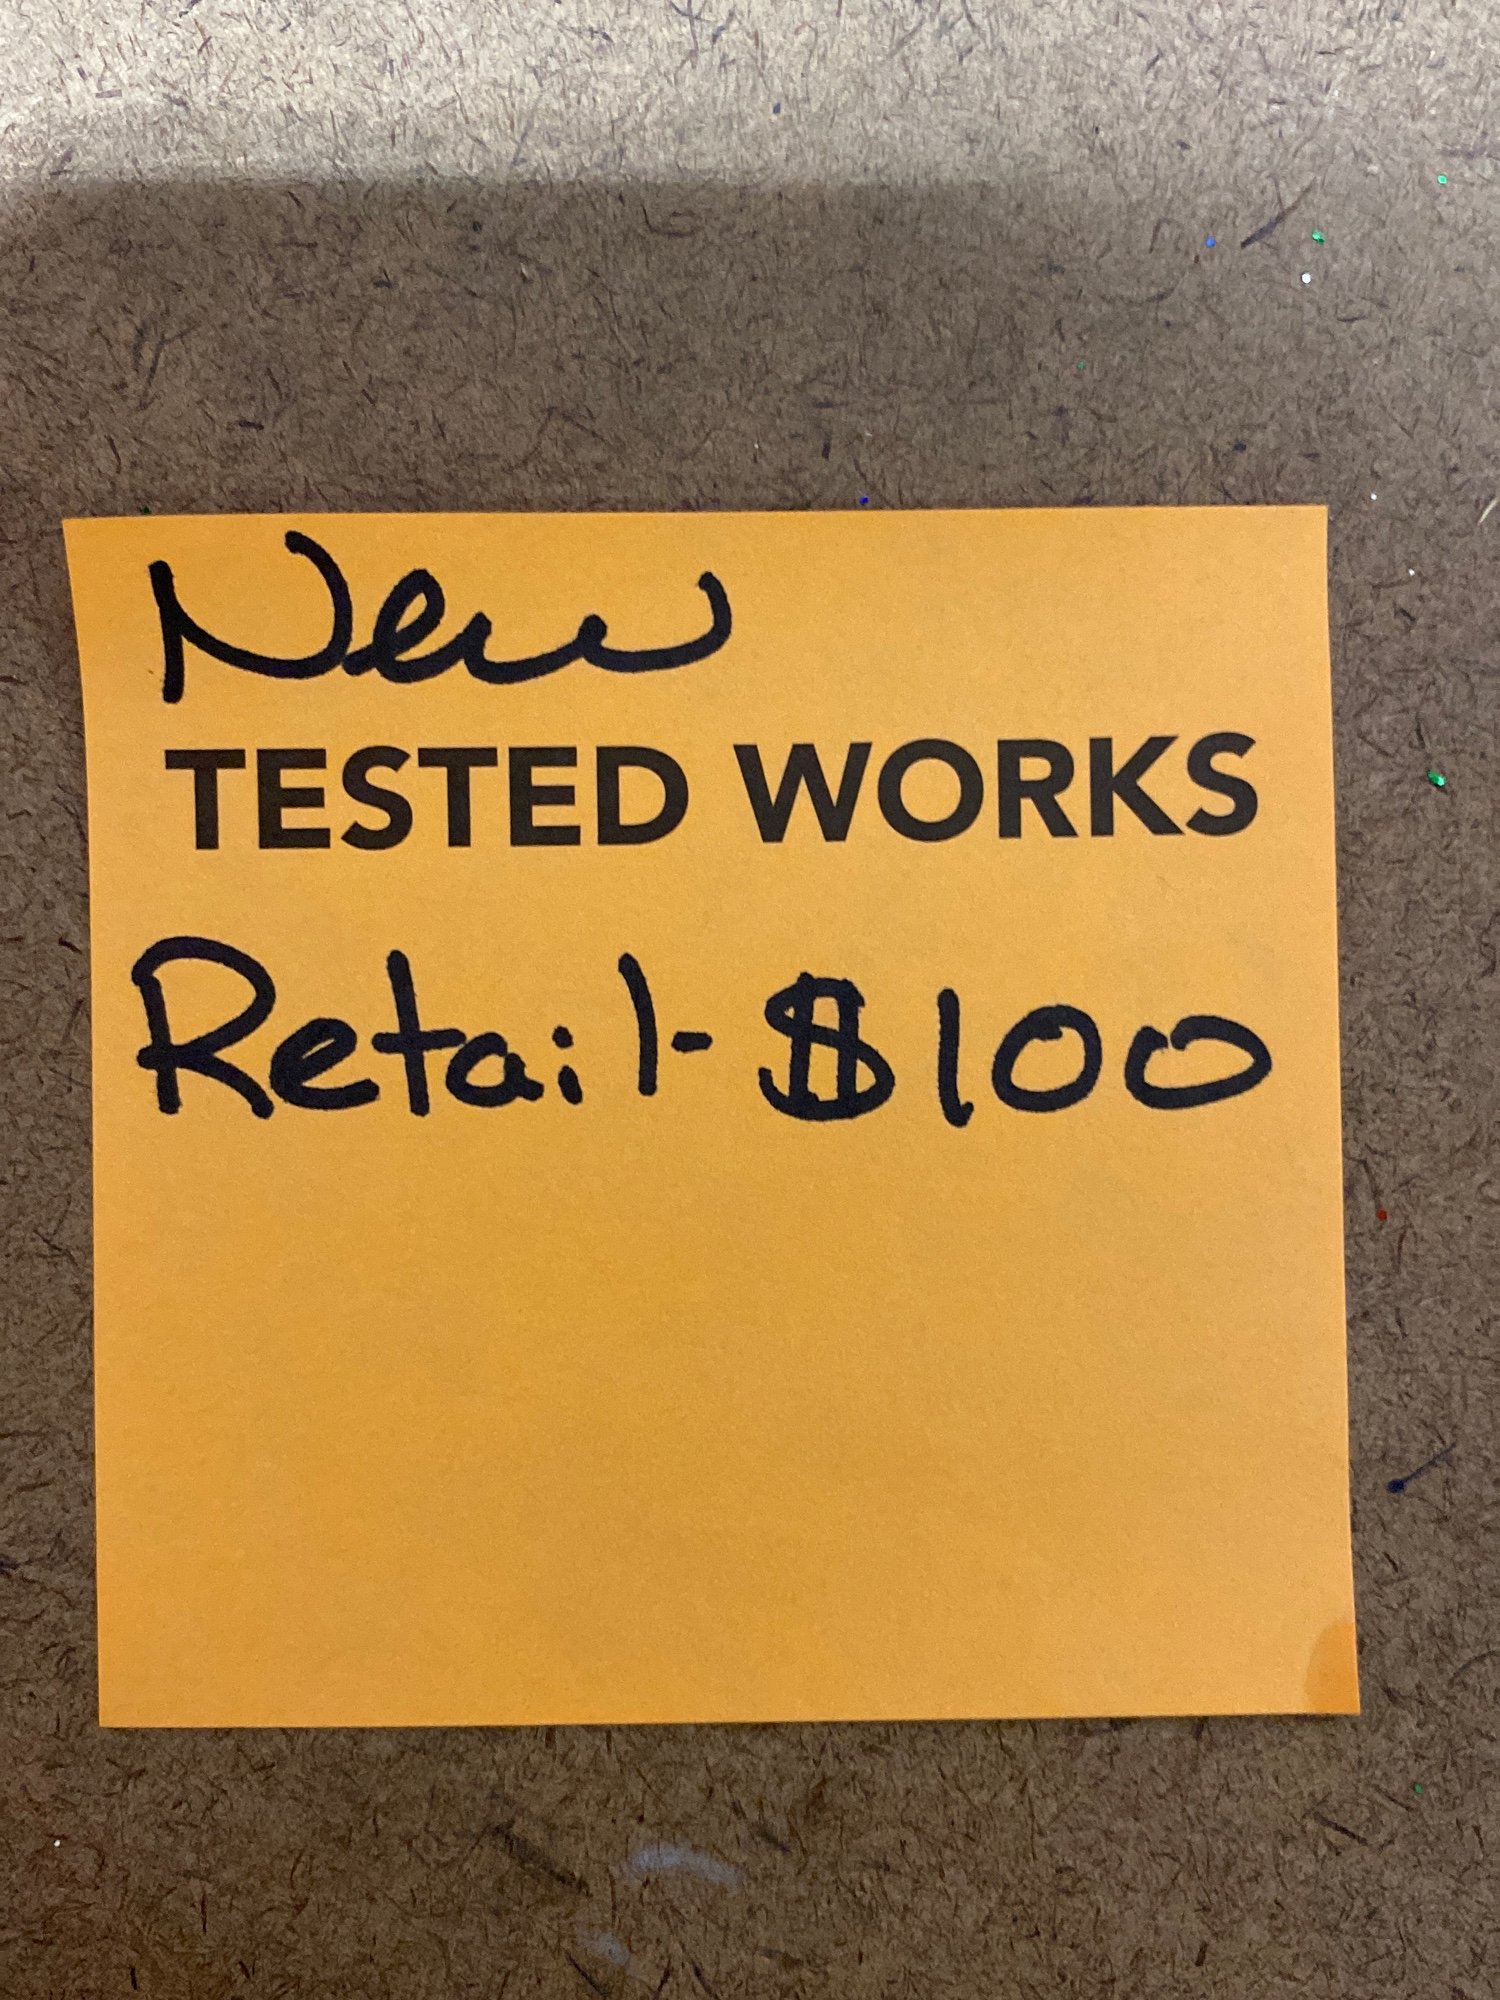 New
TESTED WORKS
Retail- $100